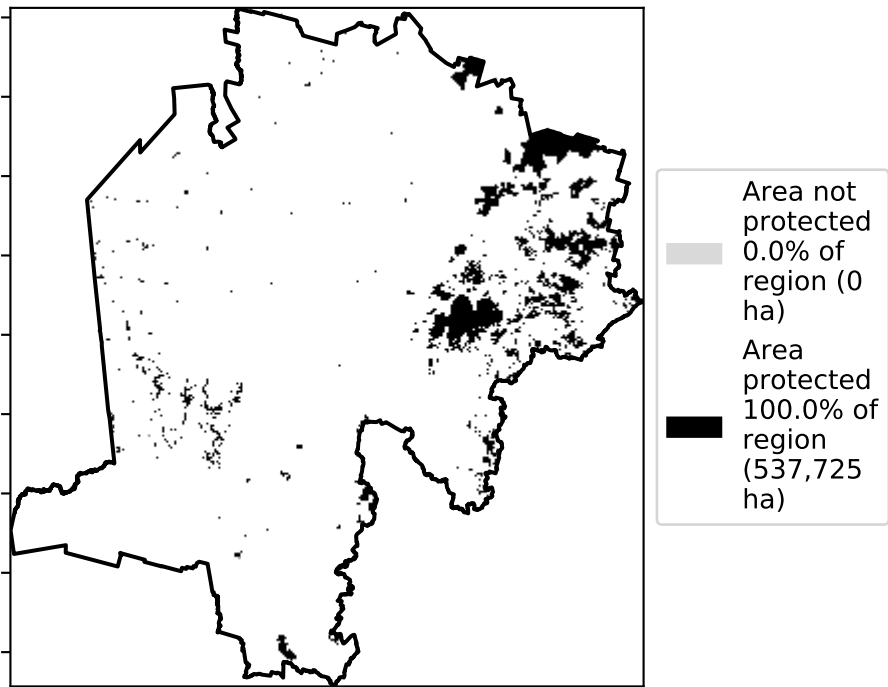 Area not
protected
0.0% of
region (0
ha)
Area
protected
100.0% of
region
(537,725
ha)